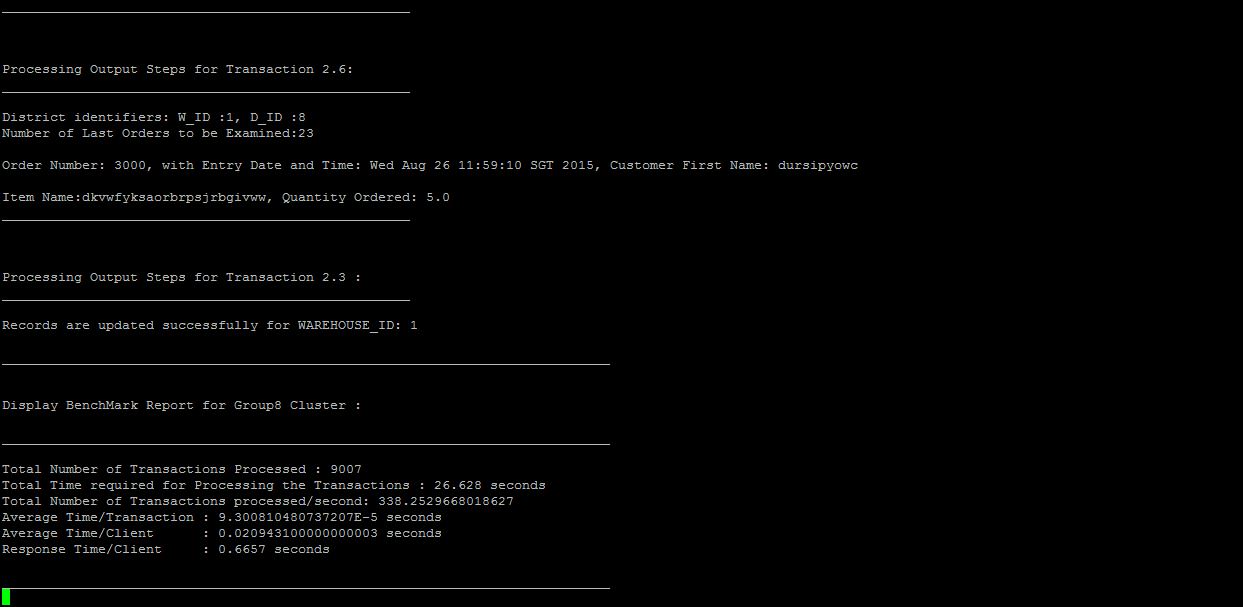 Processing Output Steps for Transaction 2.6:
District identifiers: W_ID :1, D_ID :8
Number of Last Orders to be Examined:23
Order Number: 3000, with Entry Date and Time: Wed Aug 26 11:59:10 SGT 2015, Customer First Name: dursipyowc
Item Name:dkvwfyksaorbrpsjrbgivww, Quantity Ordered: 5.0
Processing Output Steps for Transaction 2.3 :
Records are updated successfully for WAREHOUSE_ID: 1
Display BenchMark Report for Group8 Cluster :
Total Number of Transactions Processed : 9007
Total Time required for Processing the Transactions : 26.628 seconds
Total Number of Transactions processed/second: 338.2529668018627
Average Time/Transaction : 9.300810480737207E-5 seconds
Average Time/Client      : 0.020943100000000003 seconds
Response Time/Client     : 0.6657 seconds